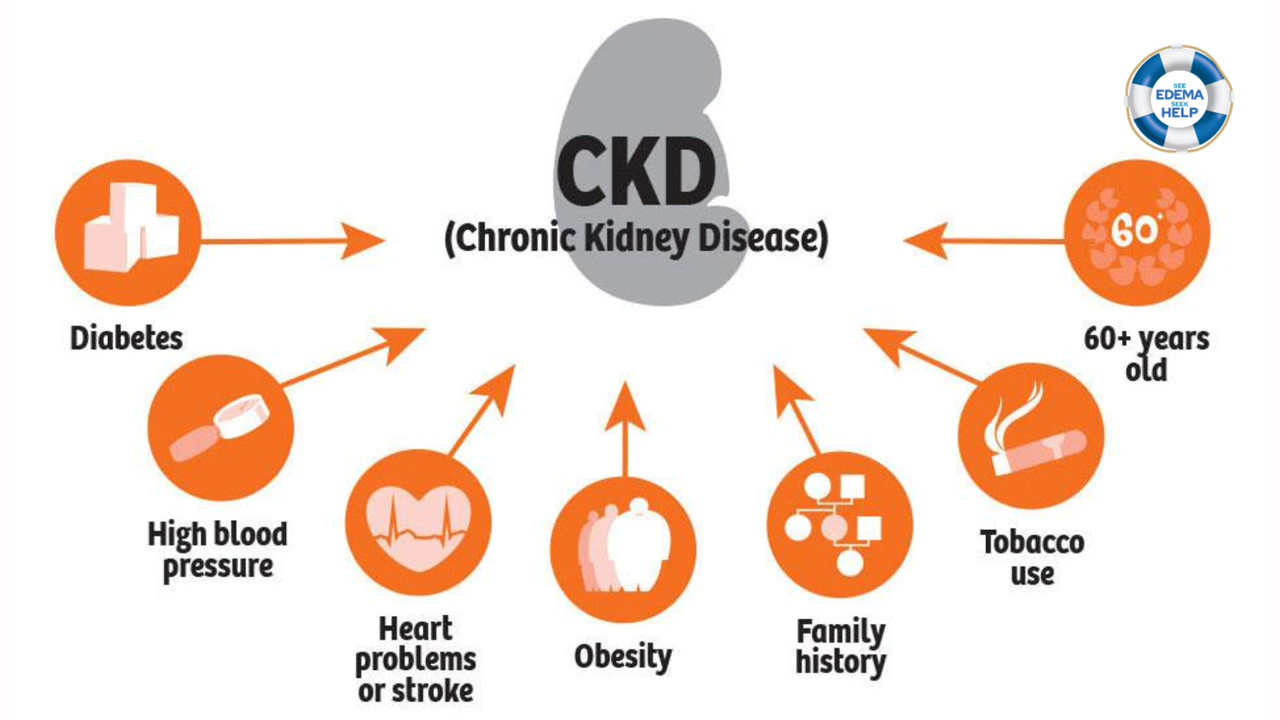 CKD
(Chronic Kidney Disease)
SEE
EDEMA
SEEK
HELP
Diabetes
60+
60+ years
old
High blood
pressure
Heart
problems
or stroke
Obesity
Family
history
Tobacco
use